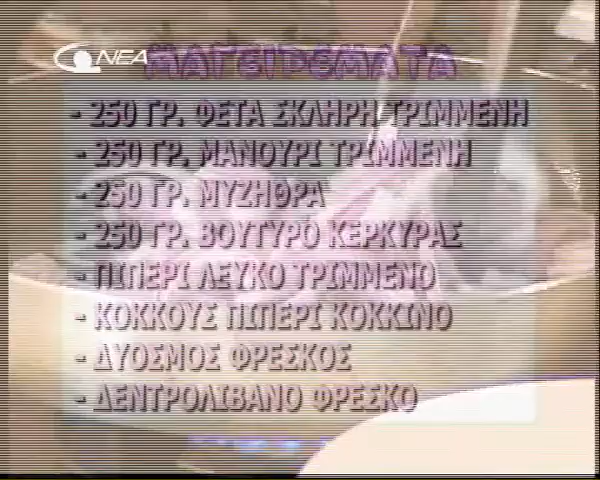 ΝΕΑ
ΜΑΓΕΙΡΕΜΑΤΑ
- 250 ΓΡ. ΦΕΤΑ ΣΚΛΗΡΗ ΤΡΙΜΜΕΝΗ
- 250 ΓΡ. ΜΑΝΟΥΡΙ ΤΡΙΜΜΕΝΗ
- 250 ΓΡ. ΜΥΖΗΘΡΑ
- 250 ΓΡ. ΒΟΥΤΥΡΟ ΚΕΡΚΥΡΑΣ
- ΠΙΠΕΡΙ ΛΕΥΚΟ ΤΡΙΜΜΕΝΟ
- ΚΟΚΚΟΥΣ ΠΙΠΕΡΙ ΚΟΚΚΙΝΟ
- ΔΥΟΣΜΟΣ ΦΡΕΣΚΟΣ
- ΔΕΝΤΡΟΛΙΒΑΝΟ ΦΡΕΣΚΟ